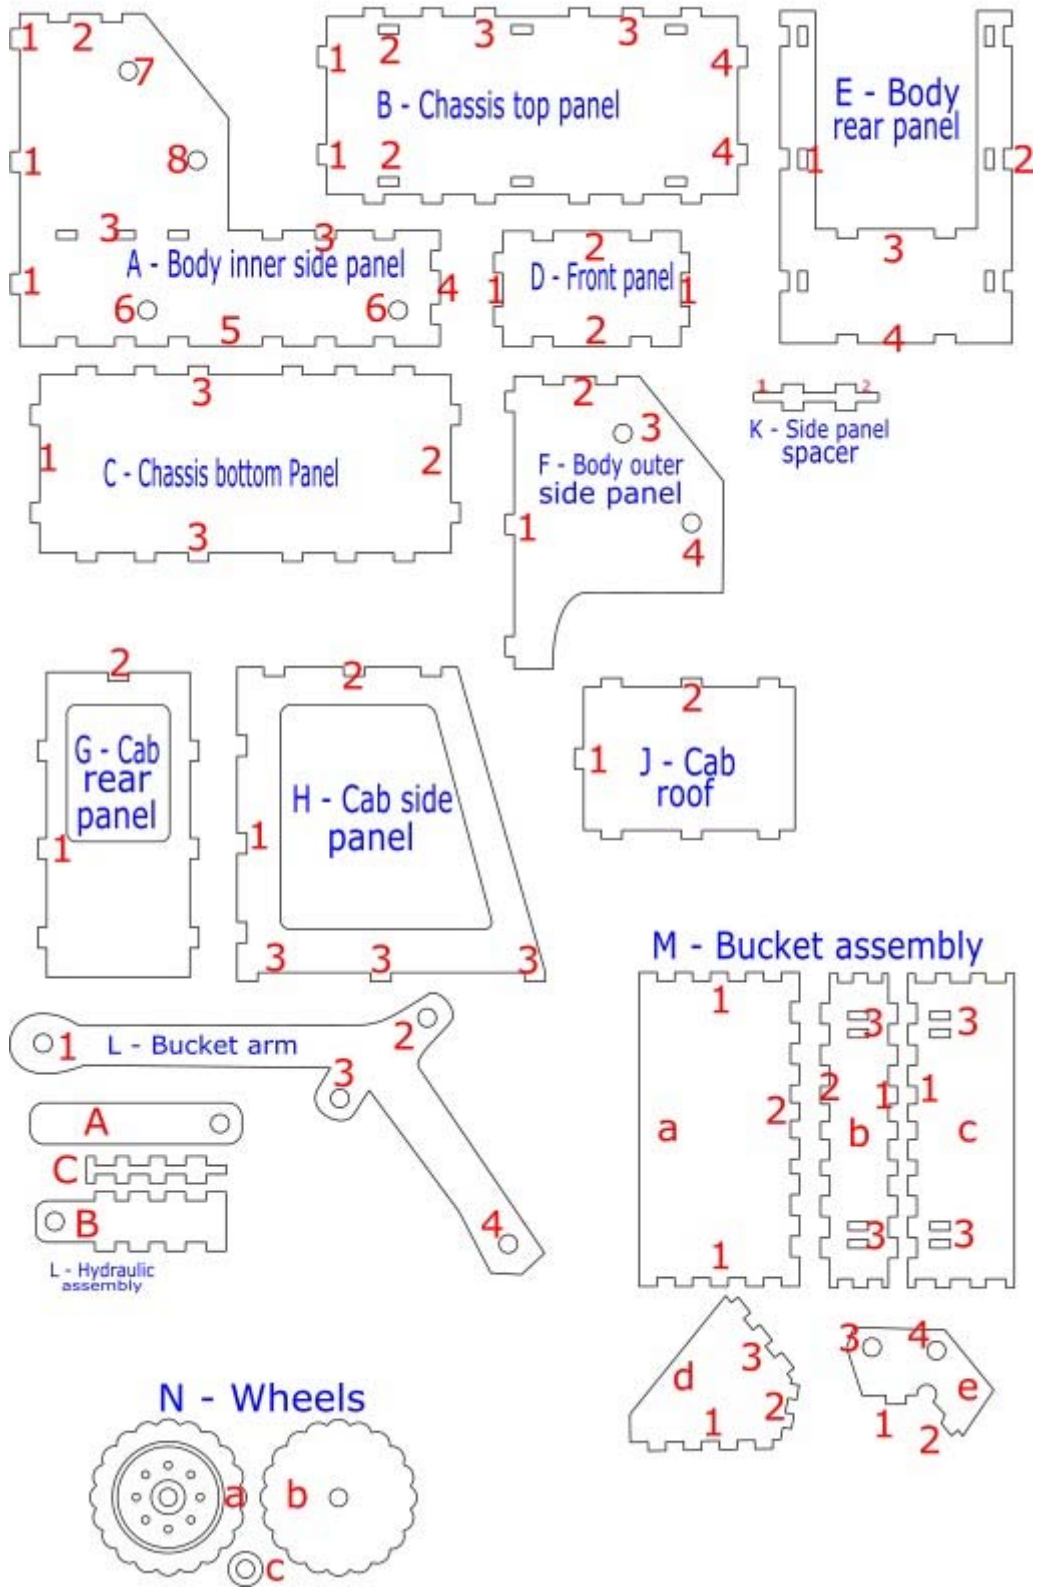 1
2
7
1
8
3
3
A - Body inner side panel
1
4
6
6
5
3
3
1
2
4
B - Chassis top panel
1
2
4
E - Body
rear panel
1
2
3
4
2
D - Front panel
1
1
2
3
C - Chassis bottom Panel
1
2
3
2
3
F - Body outer
side panel
1
4
1
2
K - Side panel
spacer
2
G - Cab
rear
panel
1
2
H - Cab side
panel
1
3
3
3
2
1
J - Cab
roof
M - Bucket assembly
1
3
3
2
2
1
1
a
b
c
1
3
3
1
L - Bucket arm
2
3
4
A
C
B
L - Hydraulic
assembly
d
3
2
1
3
4
e
1
2
N - Wheels
a
b
c